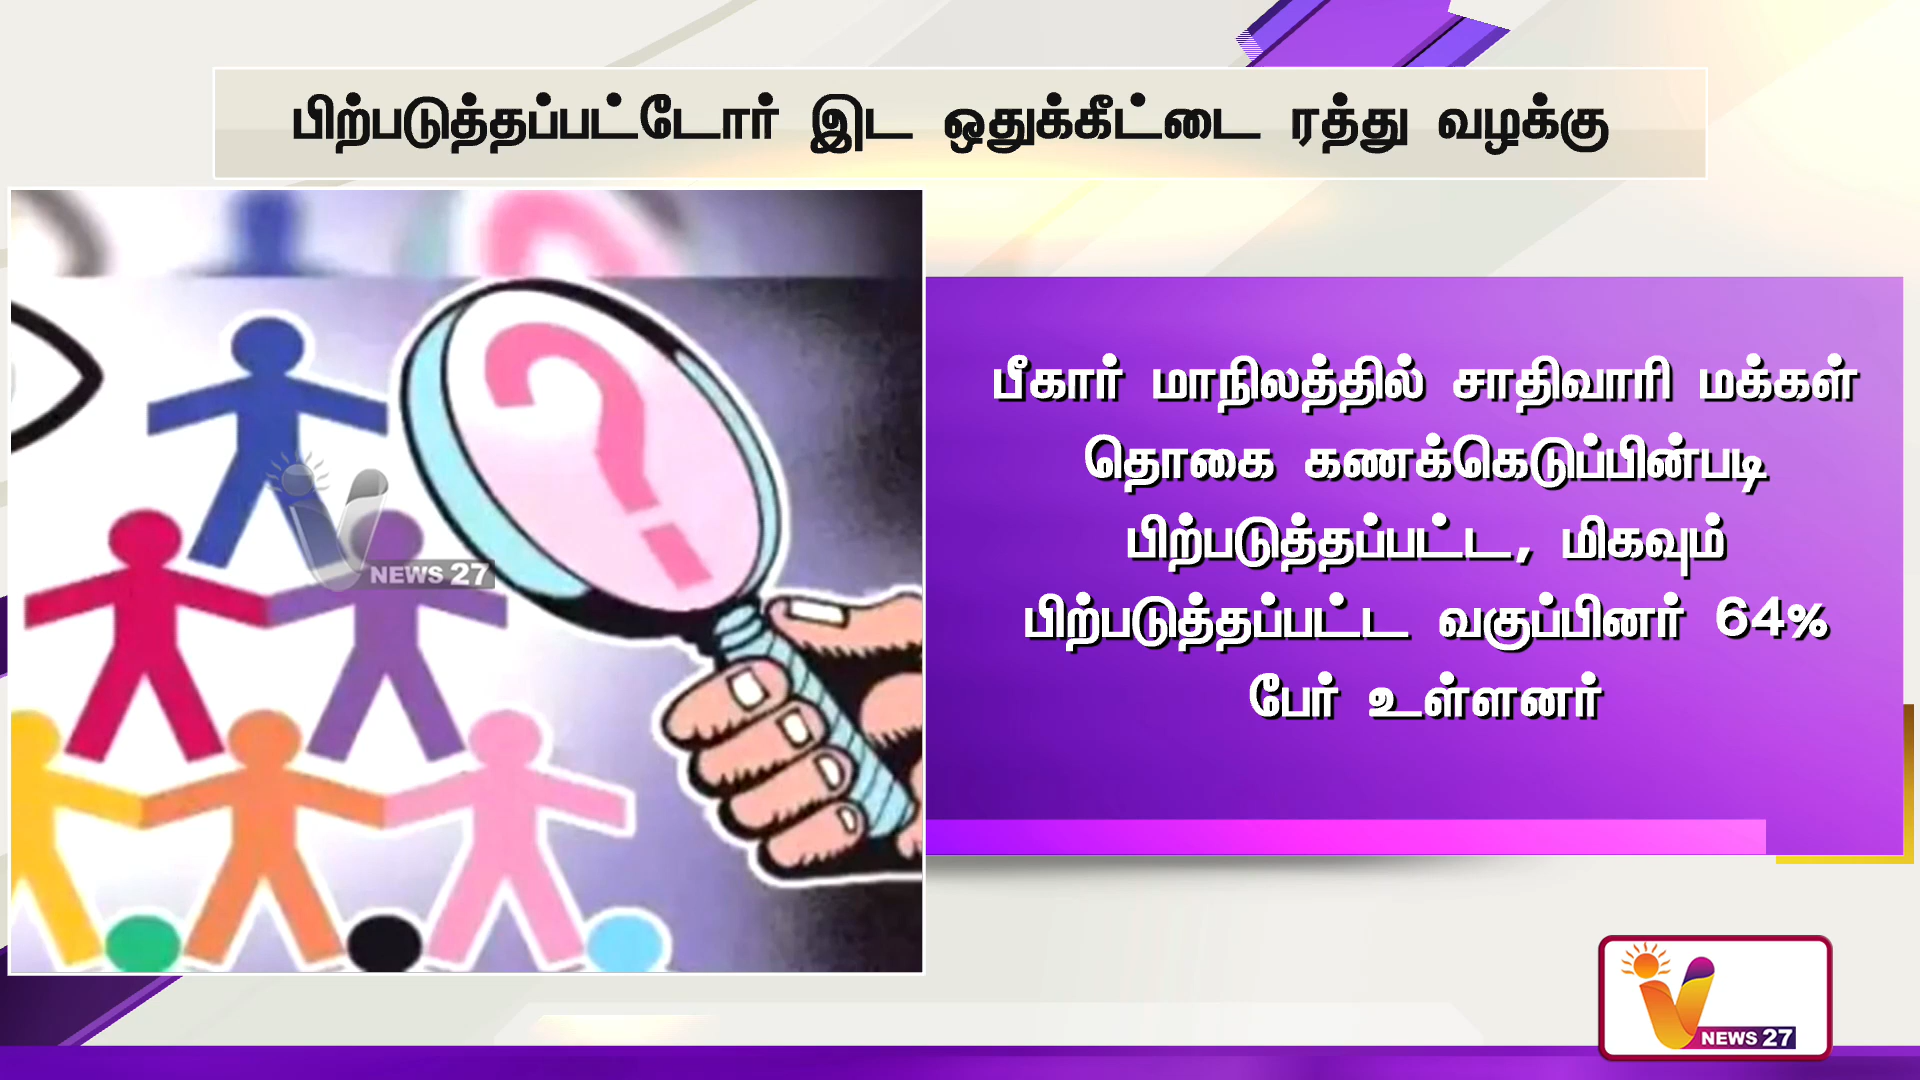 பிற்படுத்தப்பட்டோர் இட ஒதுக்கீட்டை ரத்து வழக்கு
பீகார் மாநிலத்தில் சாதிவாரி மக்கள்
தொகை கணக்கெடுப்பின்படி
பிற்படுத்தப்பட்ட, மிகவும்
பிற்படுத்தப்பட்ட வகுப்பினர் 64%
பேர் உள்ளனர்
?
NEWS 27
NEWS 27